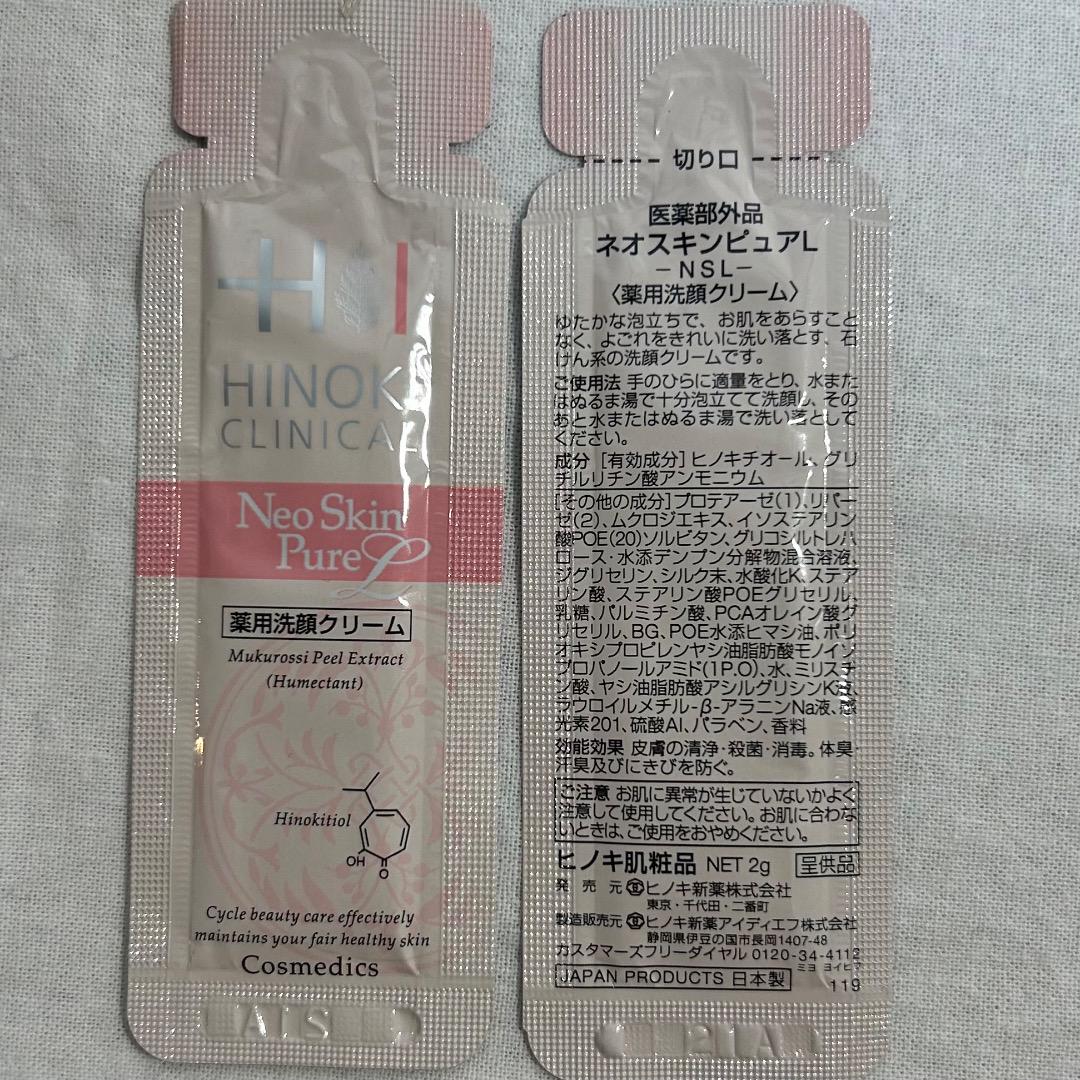 HINOKI
CLINICAL
Neo Skin
Pure L
薬用洗顔クリーム
Mukurossi Peel Extract
(Humectant)
Hinokitiol
OH
O
Cycle beauty care effectively
maintains your fair healthy skin
Cosmedics
切り口
医薬部外品
ネオスキンピュアL
－NSL－
〈薬用洗顔クリーム〉
ゆたかな泡立ちで、お肌をあらすこと
なく、よごれをきれいに洗い落とす、石
けん系の洗顔クリームです。
ご使用法 手のひらに適量をとり、水また
はぬるま湯で十分泡立てて洗顔し、その
あと水またはぬるま湯で洗い落として
ください。
成分 [有効成分] ヒノキチオール、グリ
チルリチン酸アンモニウム
[その他の成分]プロテアーゼ(1)、リパー
ゼ(2)、ムクロジエキス、イソステアリン
酸POE(20)ソルビタン、グリコシルトレハ
ロース・水添デンプン分解物混合溶液、
ジグリセリン、シルク末、水酸化K、ステア
リン酸、ステアリン酸POEグリセリル、
乳糖、パルミチン酸、PCAオレイン酸グ
リセリル、BG、POE水添ヒマシ油、ポリ
オキシプロピレンヤシ油脂肪酸モノイソ
プロパノールアミド(1P.O)、水、ミリスチ
ン酸、ヤシ油脂肪酸アシルグリシンK液、
ラウロイルメチル-β-アラニンNa液、感
光素201、硫酸Al、パラベン、香料
効能効果 皮膚の清浄・殺菌・消毒。体臭・
汗臭及びにきびを防ぐ。
ご注意 お肌に異常が生じていないかよく
注意して使用してください。お肌に合わな
いときは、ご使用をおやめください。
ヒノキ肌粧品 NET 2g 呈供品
発売元 ヒノキ新薬株式会社
東京・千代田・二番町
製造販売元 ヒノキ新薬アイディエフ株式会社
静岡県伊豆の国市長岡1407-48
カスタマーズフリーダイヤル 0120-34-4112
ミヨ ヨイヒフ
JAPAN PRODUCTS 日本製
119